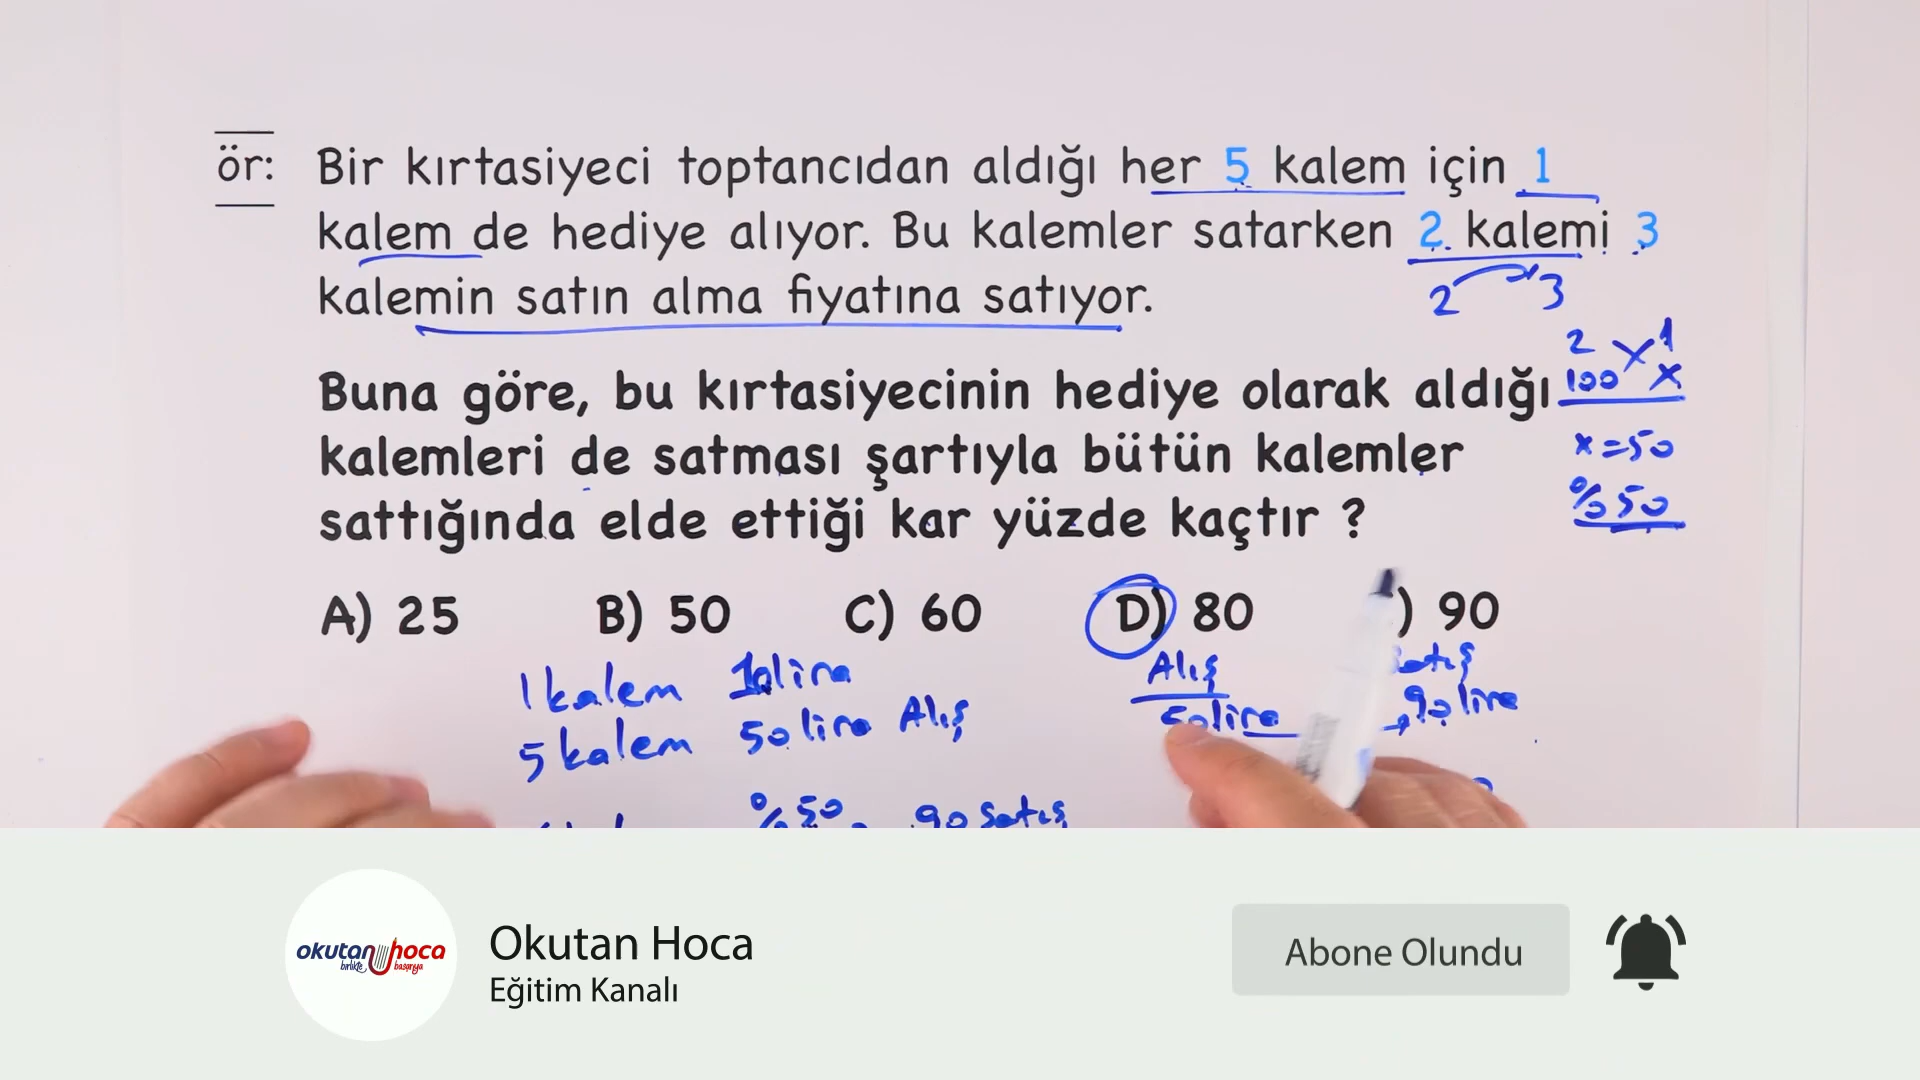 ör: Bir kırtasiyeci toptancıdan aldığı her 5 kalem için 1
kalem de hediye alıyor. Bu kalemler satarken 2 kalemi 3
kalemin satın alma fiyatına satıyor.
2 3
2 1
100 x
x=50
%50
Buna göre, bu kırtasiyecinin hediye olarak aldığı
kalemleri de satması şartıyla bütün kalemler
sattığında elde ettiği kar yüzde kaçtır ?
A) 25 B) 50 C) 60 D) 80 ) 90
1 kalem 10 lira
5 kalem 50 lira Alış
%50 90 satış
Alış
50 lira
90 lira
okutan hoca
birlikte başarıya
Okutan Hoca
Eğitim Kanalı
Abone Olundu